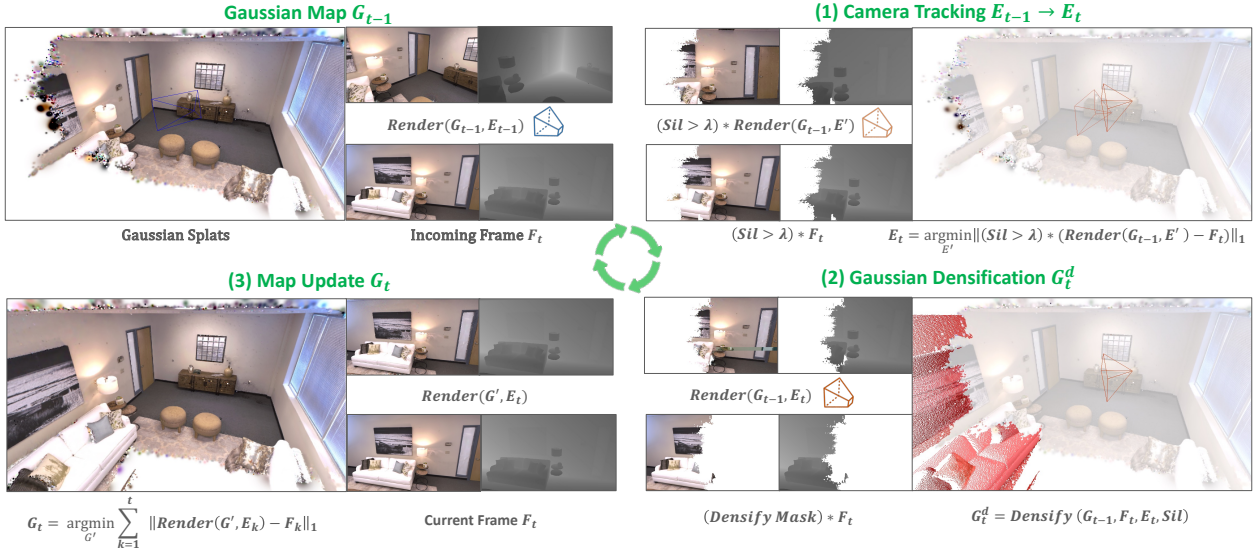 Gaussian Map G_{t-1}
Render(G_{t-1}, E_{t-1})
Gaussian Splats
Incoming Frame F_t
(1) Camera Tracking E_{t-1} → E_t
(Sil > λ) * Render(G_{t-1}, E')
(Sil > λ) * F_t
E_t = argmin_{E'} ‖(Sil > λ) * (Render(G_{t-1}, E' ) − F_t)‖_1
(3) Map Update G_t
Render(G', E_t)
G_t = argmin_{G'} ∑_{k=1}^{t} ‖Render(G', E_k) − F_k‖_1
Current Frame F_t
(2) Gaussian Densification G_t^d
Render(G_{t-1}, E_t)
(Densify Mask) * F_t
G_t^d = Densify (G_{t-1}, F_t, E_t, Sil)